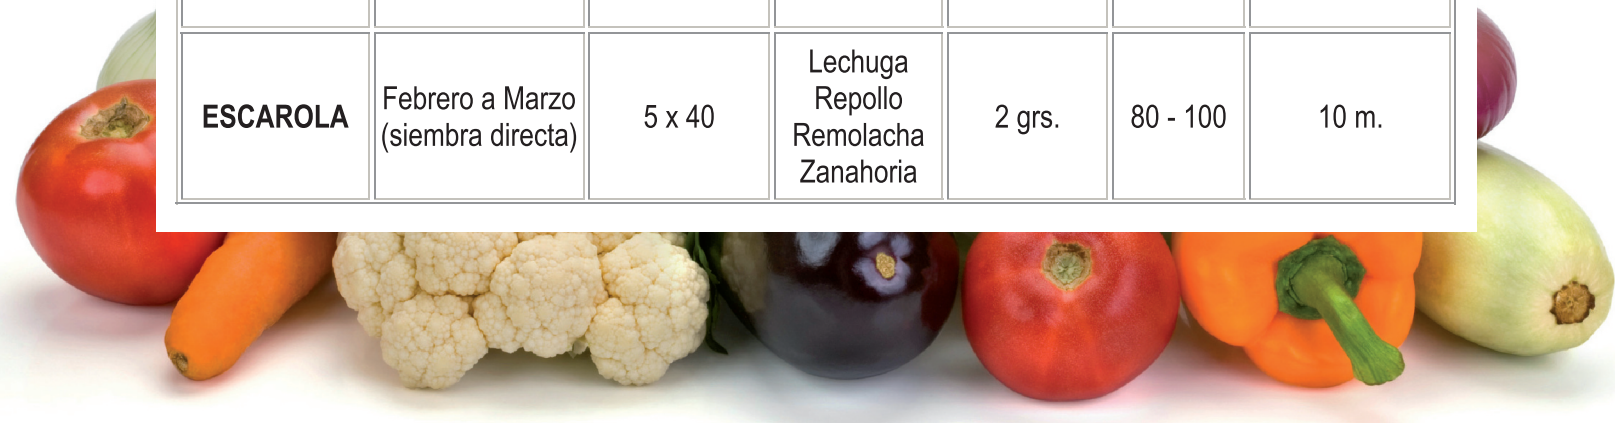 ESCAROLA
Febrero a Marzo
(siembra directa)
5 x 40
Lechuga
Repollo
Remolacha
Zanahoria
2 grs.
80 - 100
10 m.